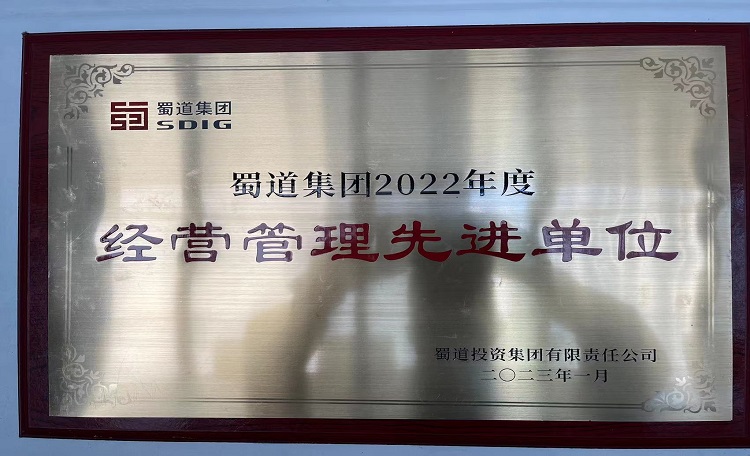 蜀道集团
SDIG
蜀道集团2022年度
经营管理先进单位
蜀道投资集团有限责任公司
二〇二三年一月